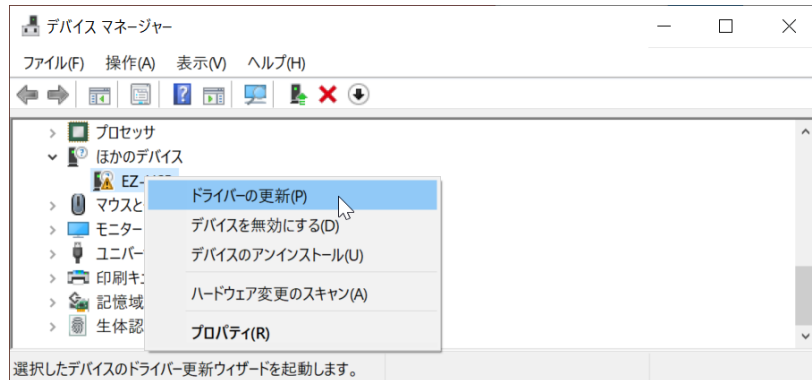 デバイス マネージャー
ファイル(F) 操作(A) 表示(V) ヘルプ(H)
プロセッサ
ほかのデバイス
ドライバーの更新(P)
マウスと
デバイスを無効にする(D)
モニター
デバイスのアンインストール(U)
ユニバー
印刷キ
ハードウェア変更のスキャン(A)
記憶域
生体認
プロパティ(R)
選択したデバイスのドライバー更新ウィザードを起動します。